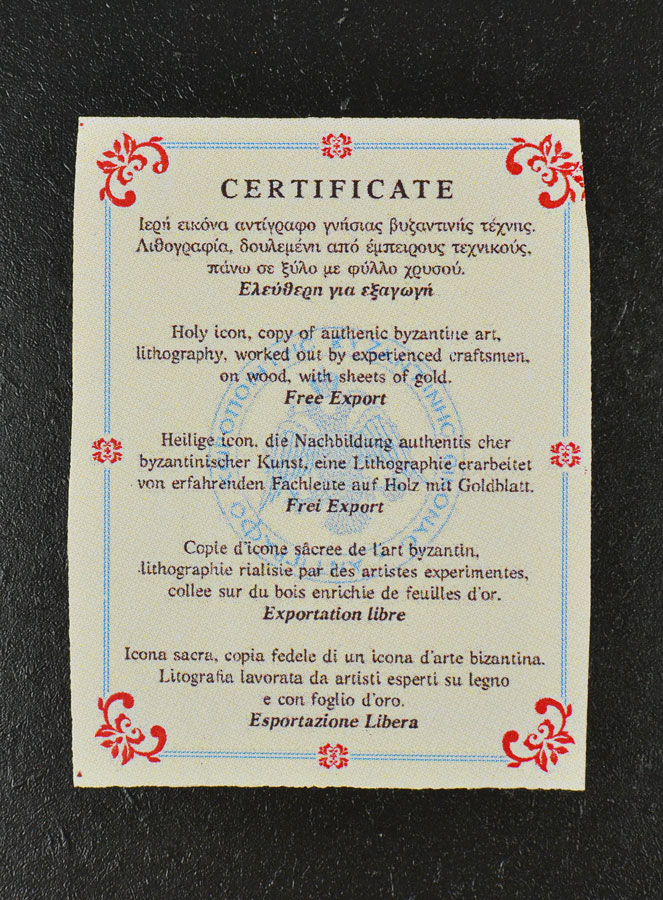 CERTIFICATE
Ιερή εικόνα αντίγραφο γνήσιας βυζαντινής τέχνης.
Λιθογραφία, δουλεμένη από έμπειρους τεχνικούς,
πάνω σε ξύλο με φύλλο χρυσού.
Ελεύθερη για εξαγωγή
Holy icon, copy of authenic byzantine art,
lithography, worked out by experienced craftsmen,
on wood, with sheets of gold.
Free Export
Heilige icon, die Nachbildung authentis cher
byzantinischer Kunst, eine Lithographie erarbeitet
von erfahrenden Fachleute auf Holz mit Goldblatt.
Frei Export
Copie d'icone sâcree de l'art byzantin,
lithographie rialisie par des artistes experimentes,
collee sur du bois enrichie de feuilles d'or.
Exportation libre
Icona sacra, copia fedele di un icona d'arte bizantina.
Litografia lavorata da artisti esperti su legno
e con foglio d'oro.
Esportazione Libera